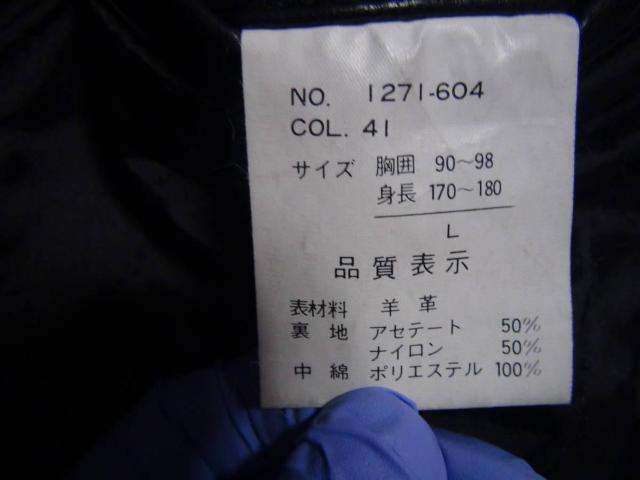 NO. 1271-604
COL. 41
サイズ 胸囲 90～98
身長 170～180
L
品質表示
表材料 羊革
裏地 アセテート 50%
ナイロン 50%
中綿 ポリエステル 100%